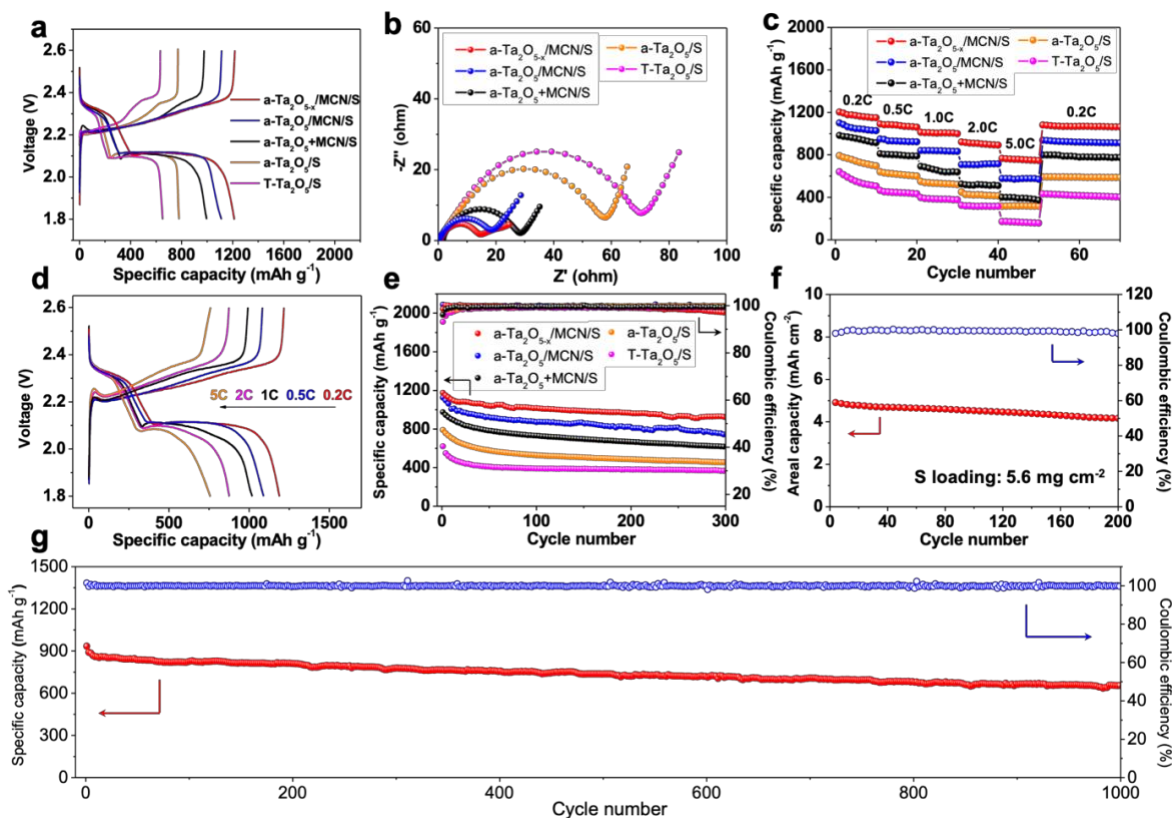 a
2.6
2.4
2.2
2.0
1.8
Voltage (V)
a-Ta₂O₅₋ₓ/MCN/S
a-Ta₂O₅/MCN/S
a-Ta₂O₅+MCN/S
a-Ta₂O₅/S
T-Ta₂O₅/S
0 400 800 1200 1600 2000
Specific capacity (mAh g⁻¹)
b
60
40
20
0
-Z'' (ohm)
a-Ta₂O₅₋ₓ/MCN/S
a-Ta₂O₅/MCN/S
a-Ta₂O₅+MCN/S
a-Ta₂O₅/S
T-Ta₂O₅/S
0 20 40 60 80 100
Z' (ohm)
c
2000
1600
1200
800
400
0
Specific capacity (mAh g⁻¹)
a-Ta₂O₅₋ₓ/MCN/S
a-Ta₂O₅/MCN/S
a-Ta₂O₅+MCN/S
a-Ta₂O₅/S
T-Ta₂O₅/S
0.2C 0.5C 1.0C 2.0C 5.0C 0.2C
0 20 40 60
Cycle number
d
2.6
2.4
2.2
2.0
1.8
Voltage (V)
5C 2C 1C 0.5C 0.2C
0 500 1000 1500
Specific capacity (mAh g⁻¹)
e
2000
1600
1200
800
400
0
Specific capacity (mAh g⁻¹)
a-Ta₂O₅₋ₓ/MCN/S
a-Ta₂O₅/MCN/S
a-Ta₂O₅+MCN/S
a-Ta₂O₅/S
T-Ta₂O₅/S
100
90
80
70
60
50
40
30
20
Coulombic efficiency (%)
0 100 200 300
Cycle number
f
10
8
6
4
2
0
Areal capacity (mAh cm⁻²)
S loading: 5.6 mg cm⁻²
120
100
80
60
40
20
0
Coulombic efficiency (%)
0 40 80 120 160 200
Cycle number
g
1500
1200
900
600
300
0
Specific capacity (mAh g⁻¹)
100
80
60
40
20
0
Coulombic efficiency (%)
0 200 400 600 800 1000
Cycle number